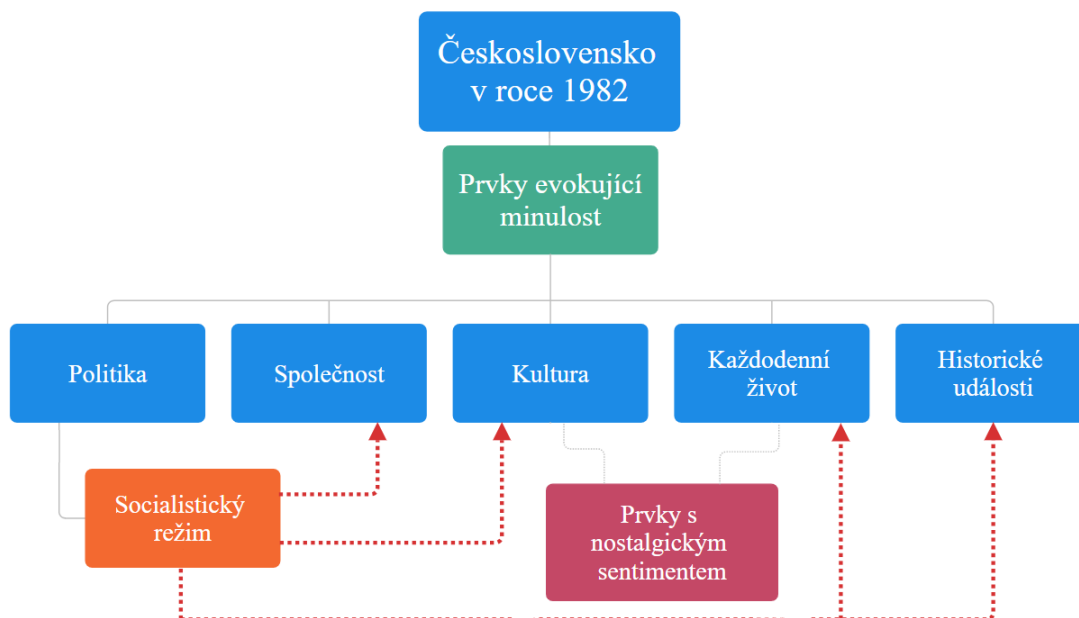 Československo
v roce 1982
Prvky evokující
minulost
Politika
Společnost
Kultura
Každodenní
život
Historické
události
Socialistický
režim
Prvky s
nostalgickým
sentimentem